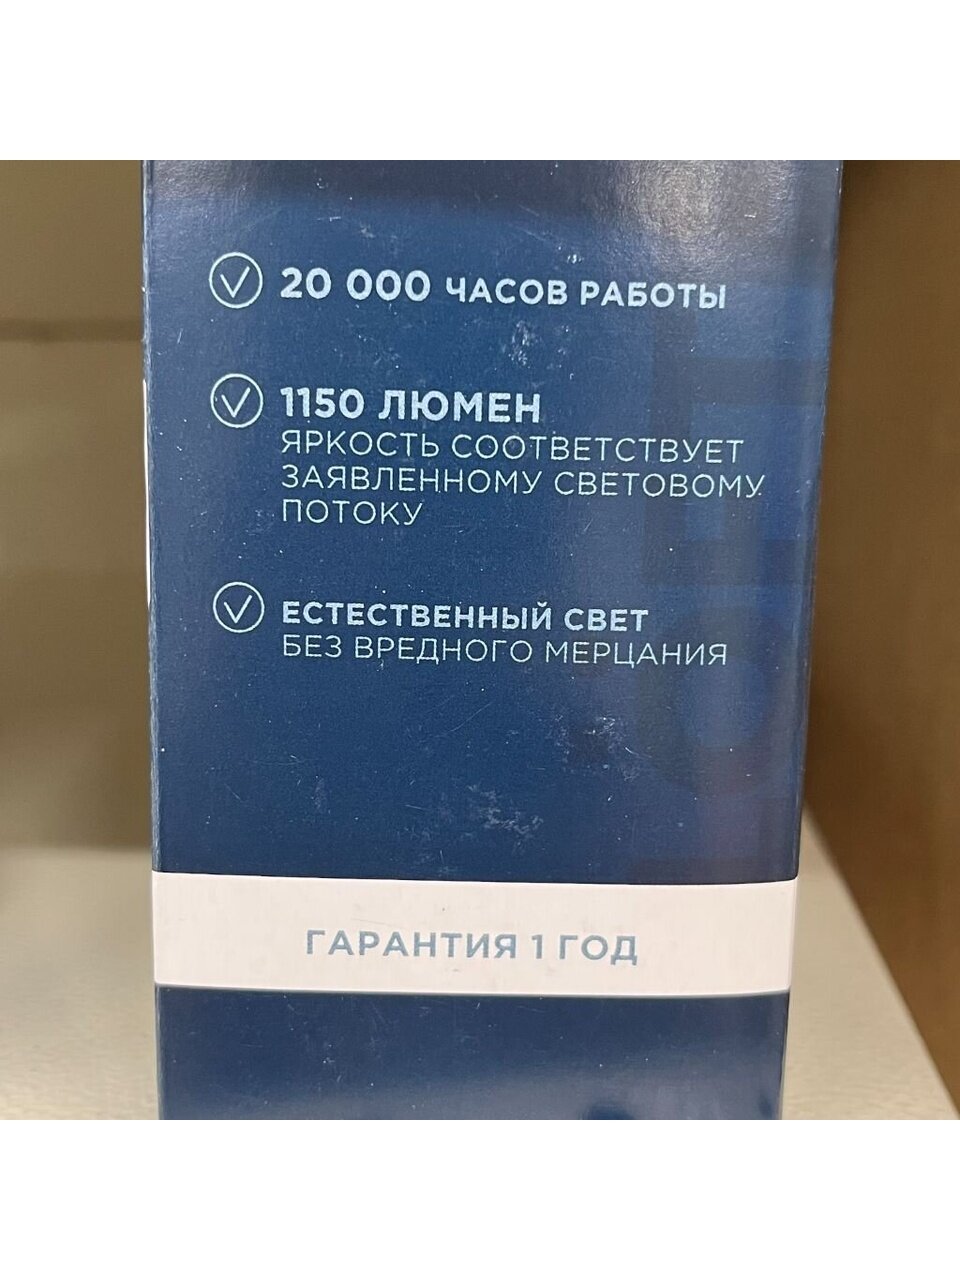 20 000 ЧАСОВ РАБОТЫ
1150 ЛЮМЕН
ЯРКОСТЬ СООТВЕТСТВУЕТ
ЗАЯВЛЕННОМУ СВЕТОВОМУ
ПОТОКУ
ЕСТЕСТВЕННЫЙ СВЕТ
БЕЗ ВРЕДНОГО МЕРЦАНИЯ
ГАРАНТИЯ 1 ГОД